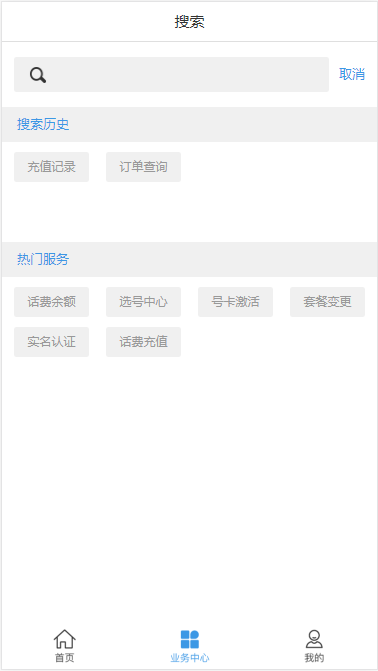 搜索
取消
搜索历史
充值记录 订单查询
热门服务
话费余额 选号中心 号卡激活 套餐变更
实名认证 话费充值
首页 业务中心 我的